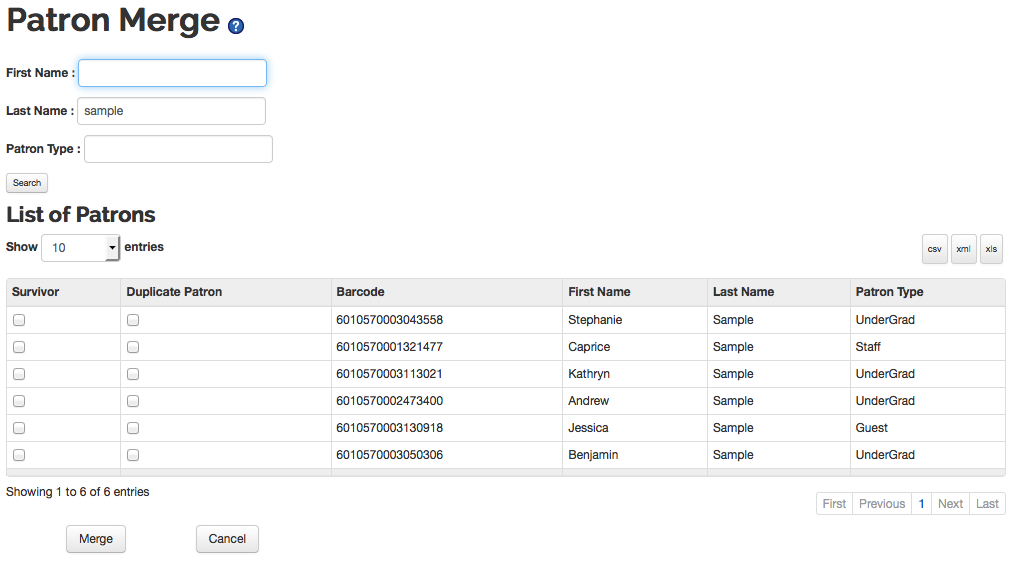 Patron Merge ?
First Name :
Last Name : sample
Patron Type :
Search
List of Patrons
Show 10 entries csv xml xls
Survivor Duplicate Patron Barcode First Name Last Name Patron Type
6010570003043558 Stephanie Sample UnderGrad
6010570001321477 Caprice Sample Staff
6010570003113021 Kathryn Sample UnderGrad
6010570002473400 Andrew Sample UnderGrad
6010570003130918 Jessica Sample Guest
6010570003050306 Benjamin Sample UnderGrad
Showing 1 to 6 of 6 entries
First Previous 1 Next Last
Merge Cancel